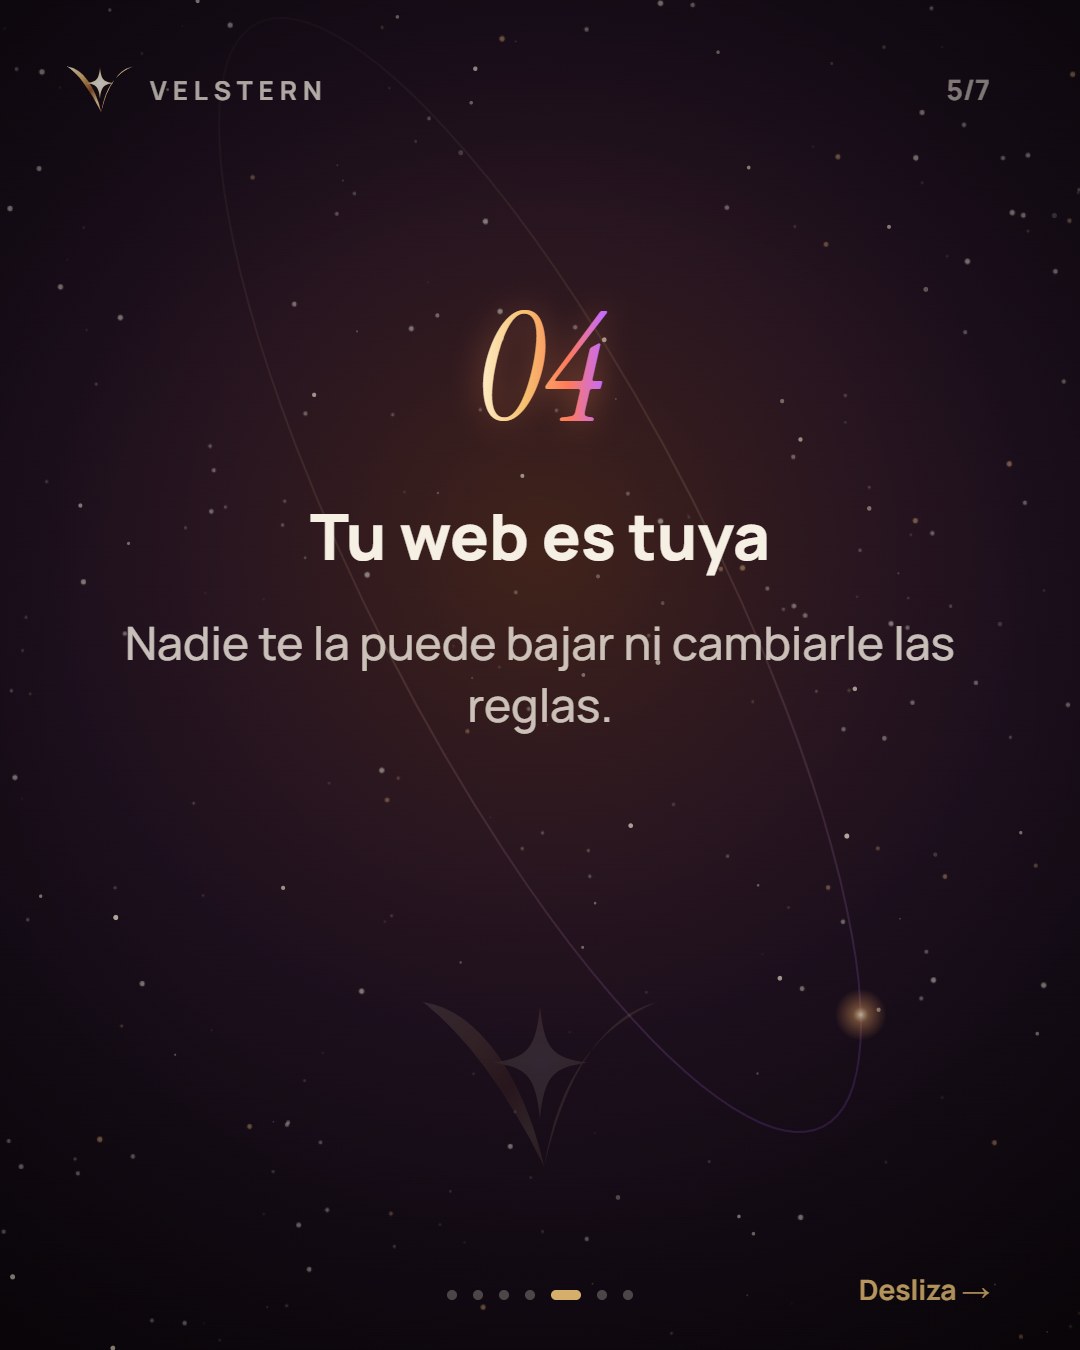 VELSTERN
5/7
04
Tu web es tuya
Nadie te la puede bajar ni cambiarle las
reglas.
Desliza →